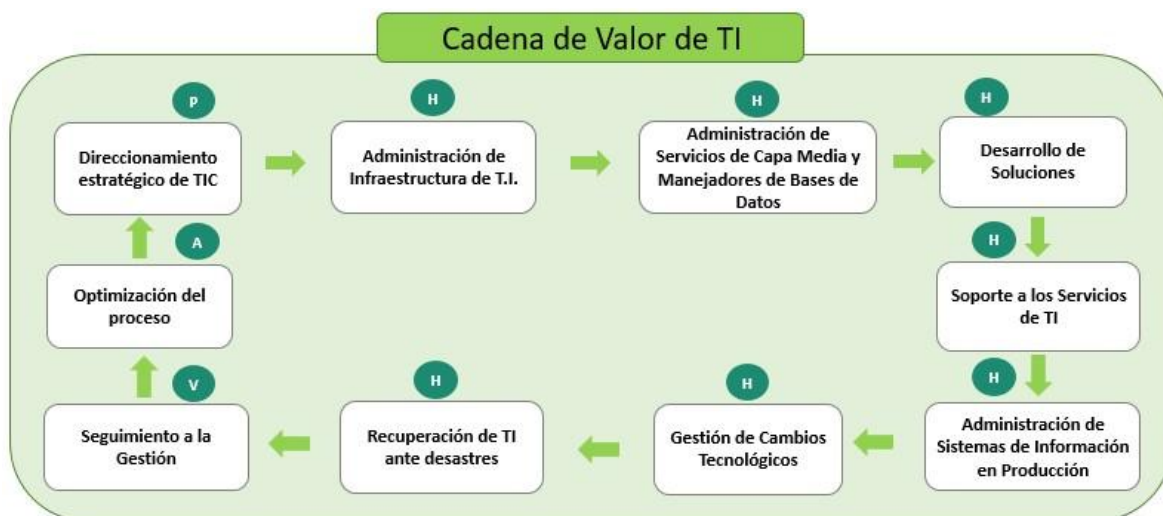 Cadena de Valor de TI
P
Direccionamiento
estratégico de TIC
H
Administración de
Infraestructura de T.I.
H
Administración de
Servicios de Capa Media y
Manejadores de Bases de
Datos
H
Desarrollo de
Soluciones
H
Soporte a los Servicios
de TI
H
Administración de
Sistemas de Información
en Producción
H
Gestión de Cambios
Tecnológicos
H
Recuperación de TI
ante desastres
V
Seguimiento a la
Gestión
A
Optimización del
proceso